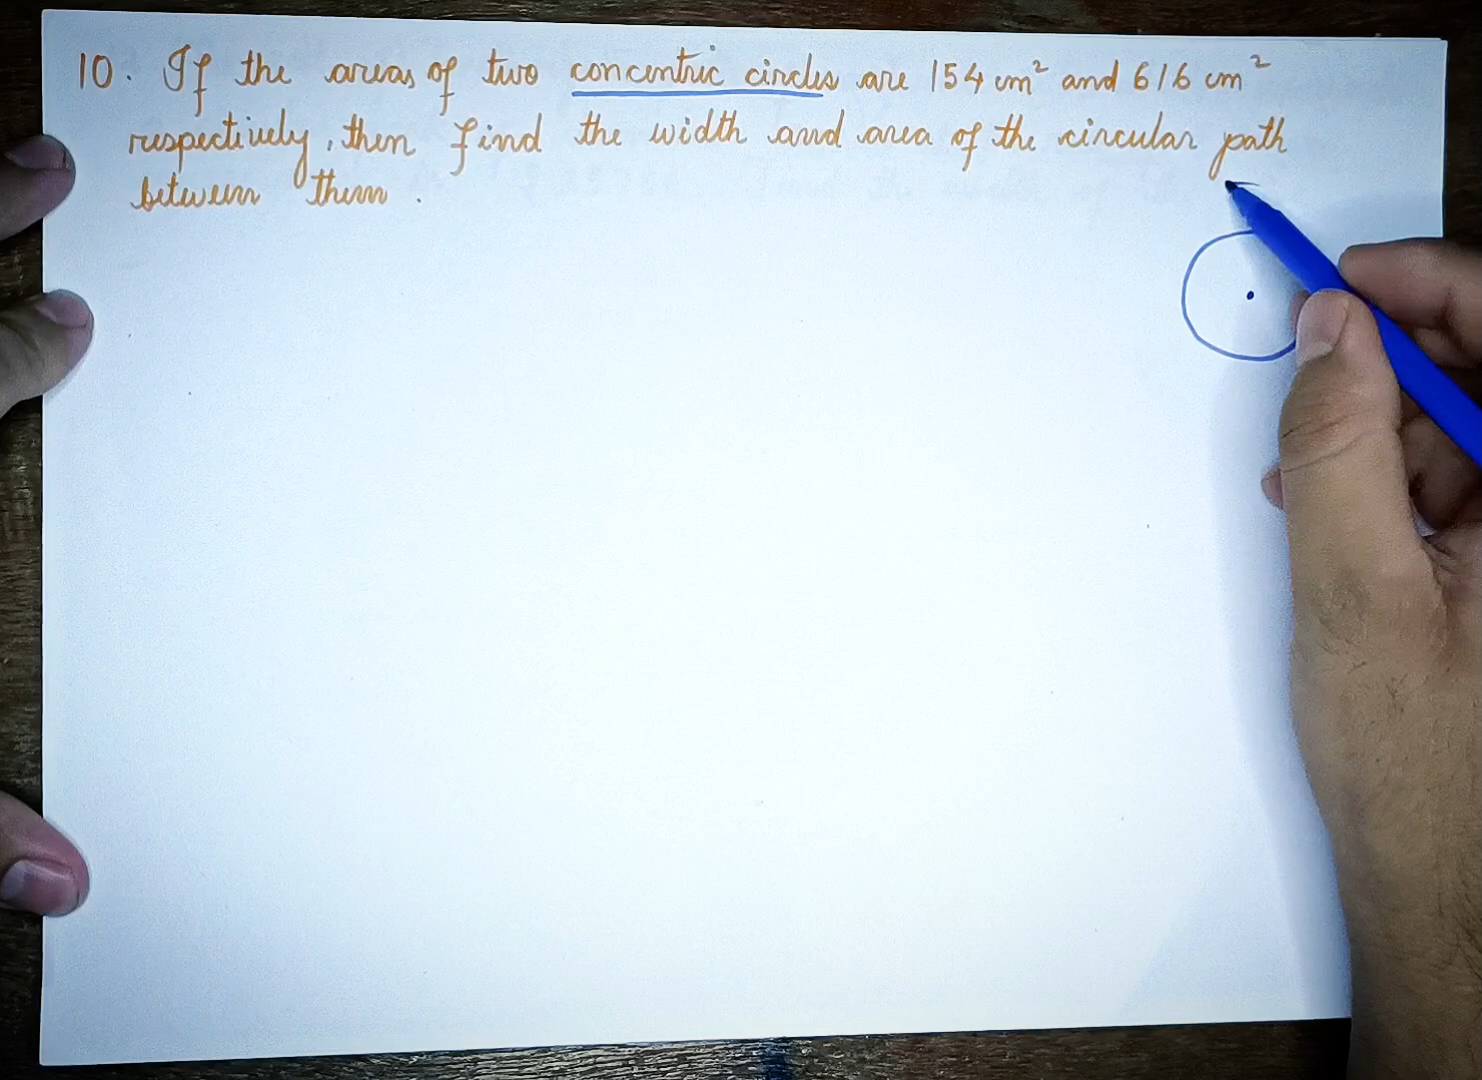 10. If the areas of two concentric circles are 154 cm² and 616 cm²
respectively, then find the width and area of the circular path
between them.